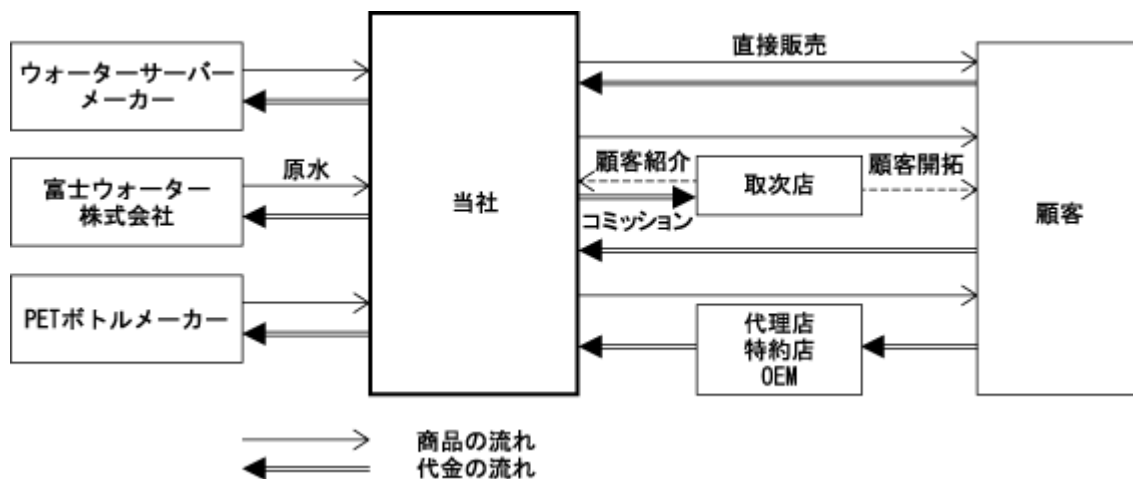 ウォーターサーバー
メーカー
富士ウォーター
株式会社
原水
PETボトルメーカー
当社
直接販売
顧客紹介
取次店
顧客開拓
コミッション
代理店
特約店
OEM
顧客
商品の流れ
代金の流れ